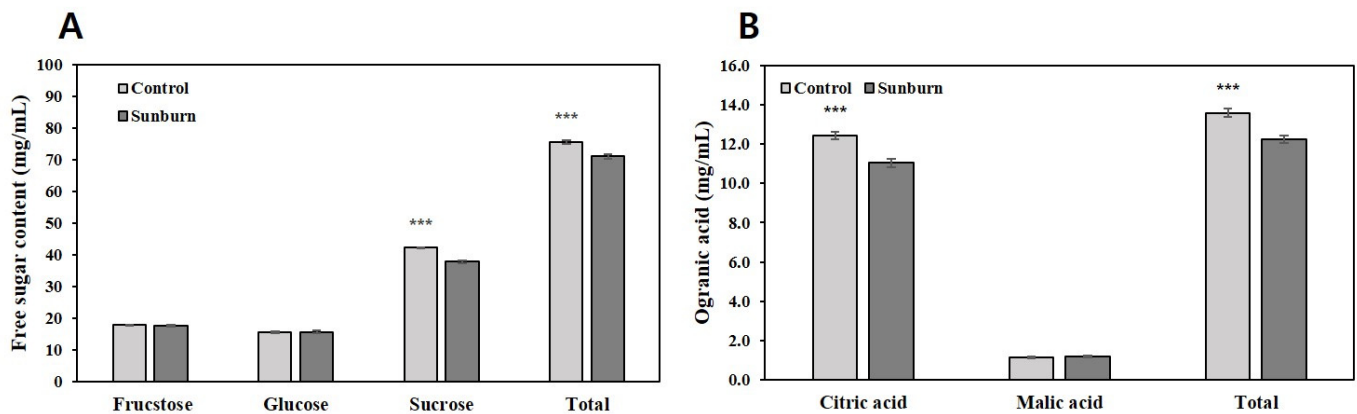 A
B
Free sugar content (mg/mL)
100
90
80
70
60
50
40
30
20
10
0
Control
Sunburn
***
***
Frucstose
Glucose
Sucrose
Total
Ogranic acid (mg/mL)
16.0
14.0
12.0
10.0
8.0
6.0
4.0
2.0
0.0
Control
Sunburn
***
***
Citric acid
Malic acid
Total